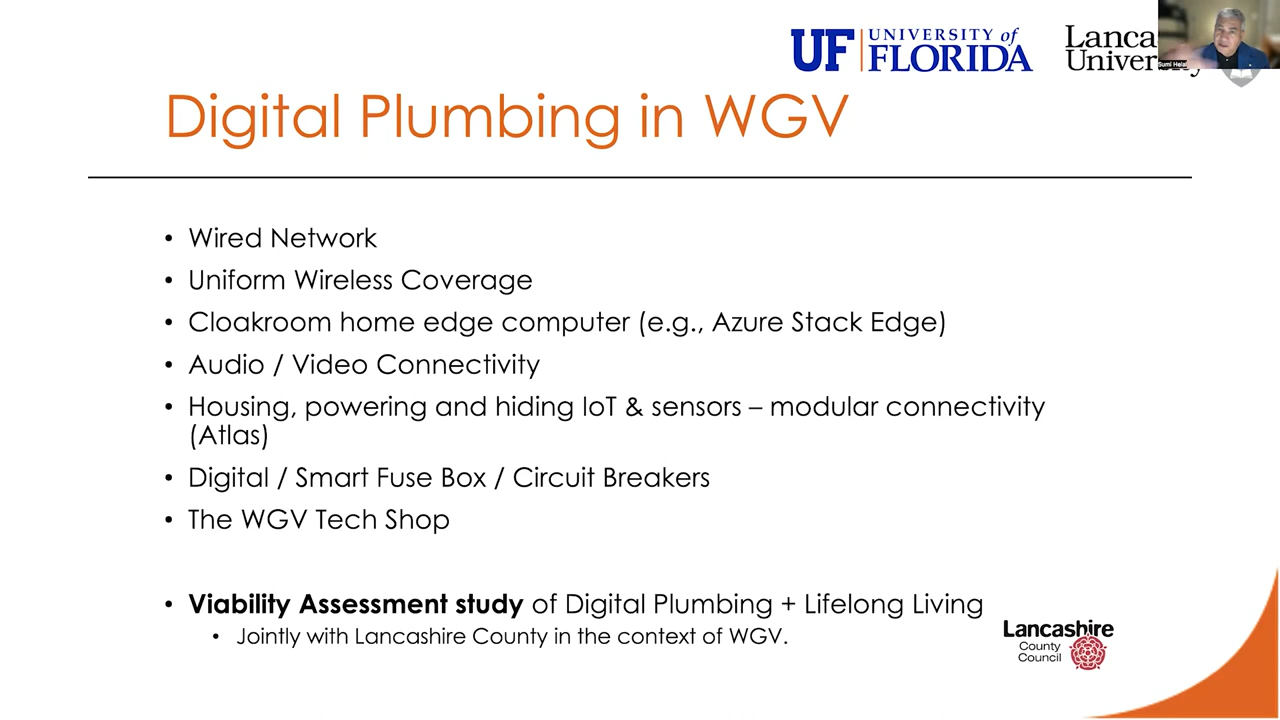 UF UNIVERSITY of
FLORIDA
Lanca
University
Sumi Helal
Digital Plumbing in WGV
• Wired Network
• Uniform Wireless Coverage
• Cloakroom home edge computer (e.g., Azure Stack Edge)
• Audio / Video Connectivity
• Housing, powering and hiding IoT & sensors – modular connectivity
(Atlas)
• Digital / Smart Fuse Box / Circuit Breakers
• The WGV Tech Shop
• Viability Assessment study of Digital Plumbing + Lifelong Living
• Jointly with Lancashire County in the context of WGV.
Lancashire
County
Council